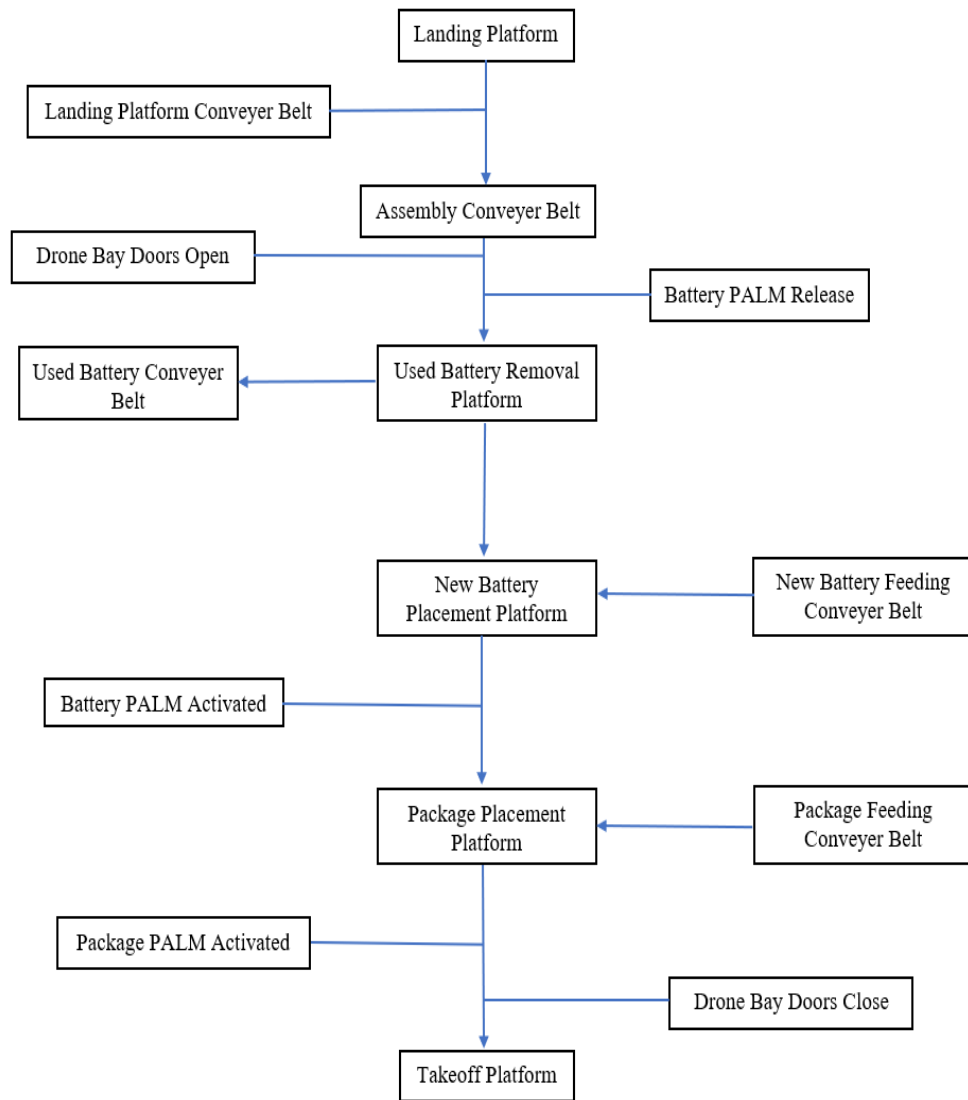 Landing Platform
Landing Platform Conveyer Belt
Assembly Conveyer Belt
Drone Bay Doors Open
Battery PALM Release
Used Battery Conveyer
Belt
Used Battery Removal
Platform
New Battery
Placement Platform
New Battery Feeding
Conveyer Belt
Battery PALM Activated
Package Placement
Platform
Package Feeding
Conveyer Belt
Package PALM Activated
Drone Bay Doors Close
Takeoff Platform